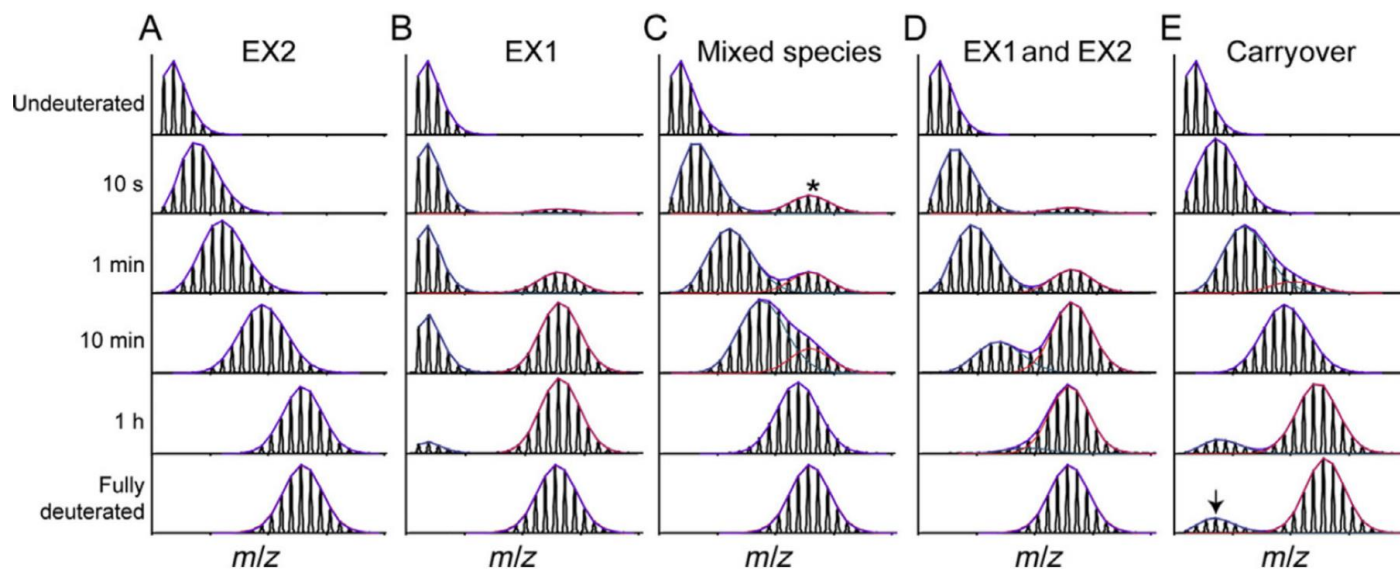 A
EX2
B
EX1
C
Mixed species
D
EX1 and EX2
E
Carryover
Undeuterated
10 s
*
1 min
10 min
1 h
Fully
deuterated
m/z
m/z
m/z
m/z
m/z